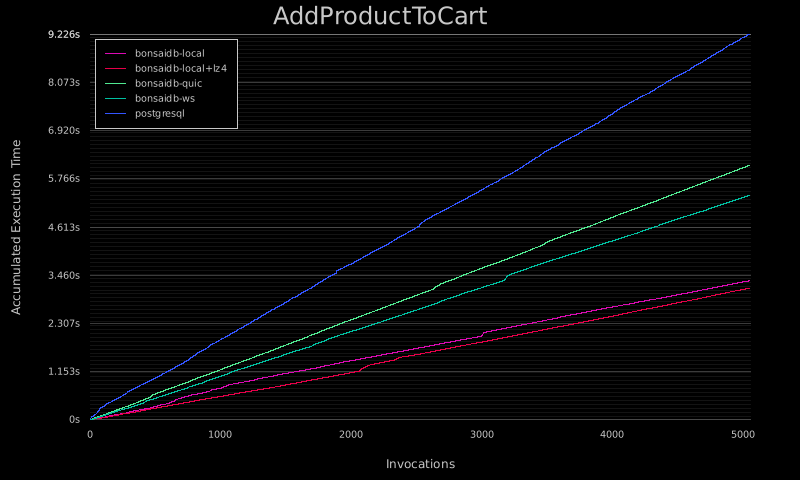 AddProductToCart
9.226s
8.073s
6.920s
5.766s
4.613s
3.460s
2.307s
1.153s
0s
bonsaidb-local
bonsaidb-local+lz4
bonsaidb-quic
bonsaidb-ws
postgresql
Accumulated Execution Time
0 1000 2000 3000 4000 5000
Invocations